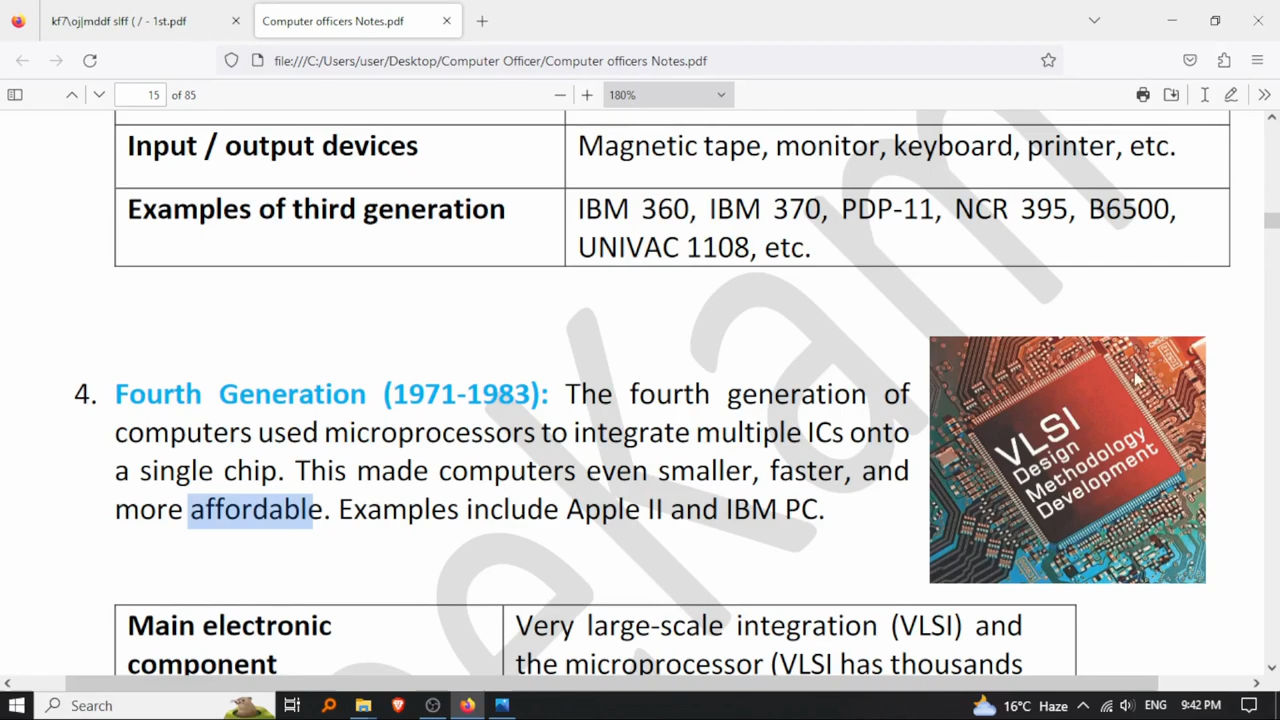 kf7\oj|mddf slff ( / - 1st.pdf
Computer officers Notes.pdf
file:///C:/Users/user/Desktop/Computer Officer/Computer officers Notes.pdf
15 of 85
180%
Input / output devices
Magnetic tape, monitor, keyboard, printer, etc.
Examples of third generation
IBM 360, IBM 370, PDP-11, NCR 395, B6500,
UNIVAC 1108, etc.
4. Fourth Generation (1971-1983): The fourth generation of
computers used microprocessors to integrate multiple ICs onto
a single chip. This made computers even smaller, faster, and
more affordable. Examples include Apple II and IBM PC.
VLSI
Design
Methodology
Development
Main electronic
component
Very large-scale integration (VLSI) and
the microprocessor (VLSI has thousands
Search
16°C Haze
ENG
9:42 PM